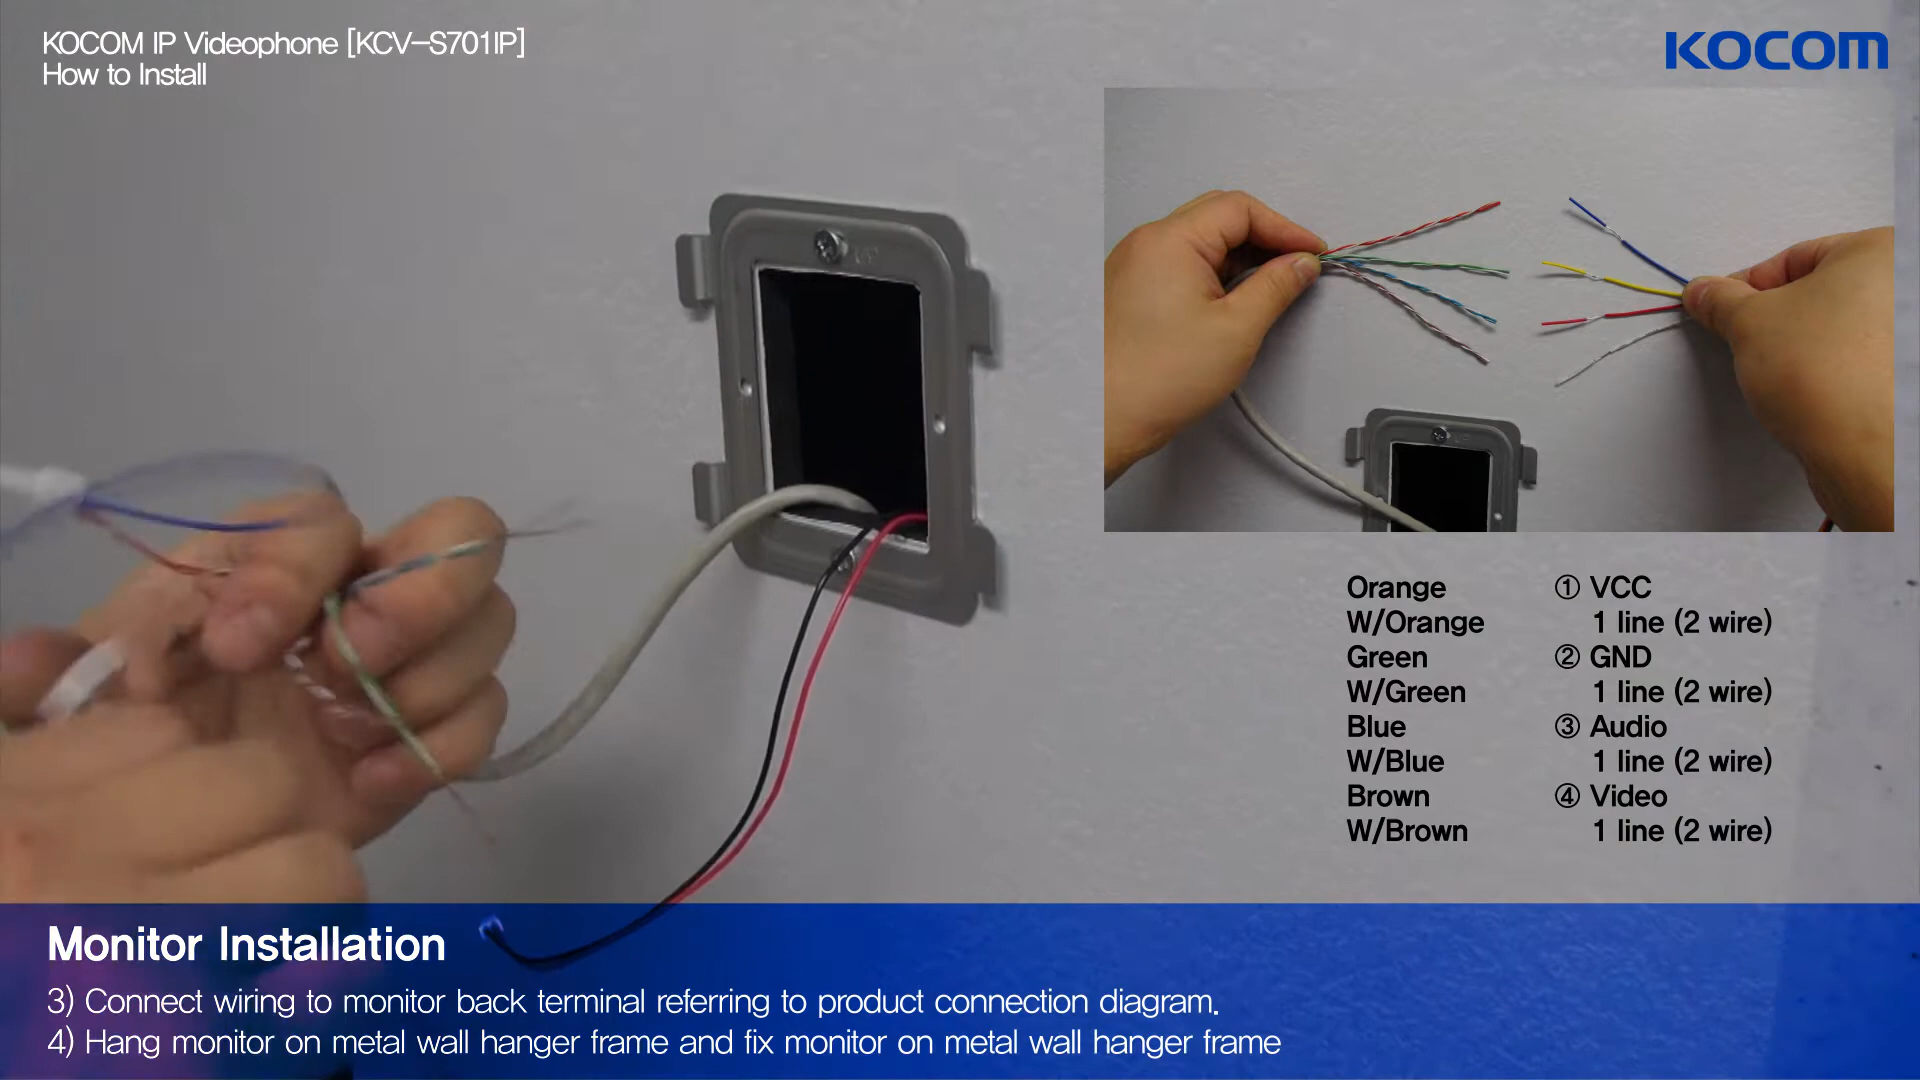 KOCOM IP Videophone [KCV-S701IP]
How to Install
KOCOM
Orange ① VCC
W/Orange 1 line (2 wire)
Green ② GND
W/Green 1 line (2 wire)
Blue ③ Audio
W/Blue 1 line (2 wire)
Brown ④ Video
W/Brown 1 line (2 wire)
Monitor Installation
3) Connect wiring to monitor back terminal referring to product connection diagram.
4) Hang monitor on metal wall hanger frame and fix monitor on metal wall hanger frame